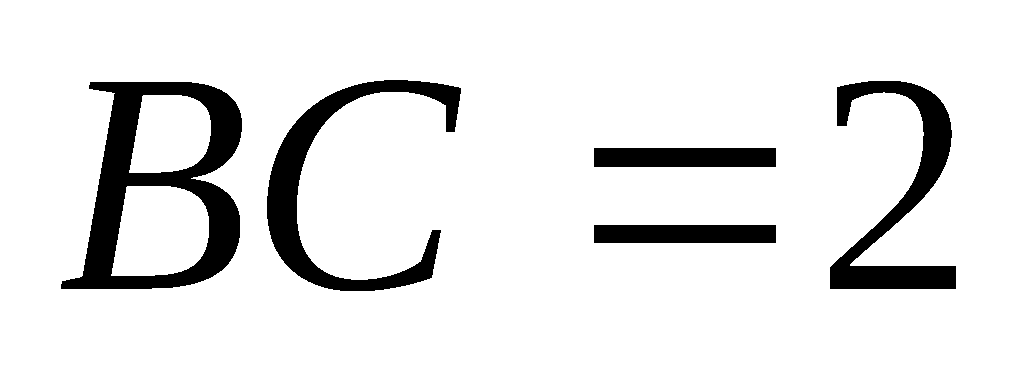 BC = 2